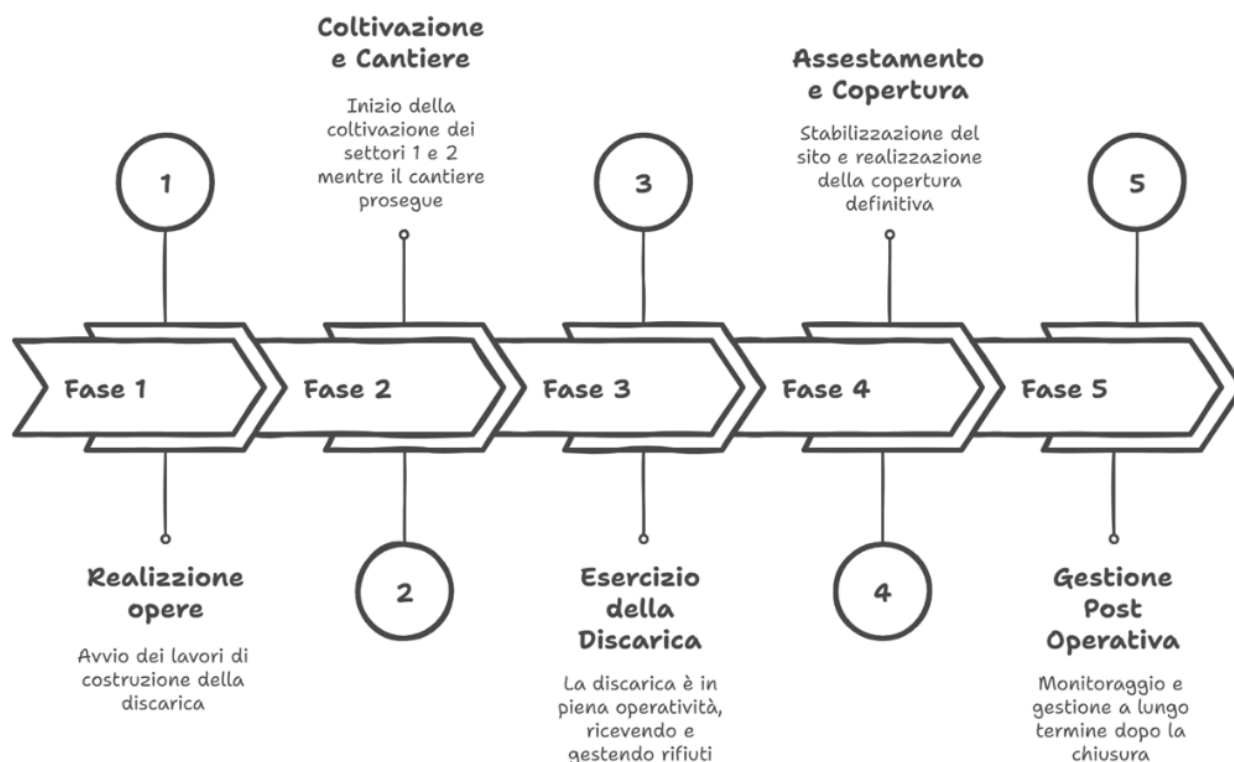 Coltivazione
e Cantiere
Inizio della
coltivazione dei
settori 1 e 2
mentre il cantiere
prosegue
Assestamento
e Copertura
Stabilizzazione del
sito e realizzazione
della copertura
definitiva
1
3
5
Fase 1
Fase 2
Fase 3
Fase 4
Fase 5
Realizzione
opere
Avvio dei lavori di
costruzione della
discarica
2
Esercizio
della
Discarica
La discarica è in
piena operatività,
ricevendo e
gestendo rifiuti
4
Gestione
Post
Operativa
Monitoraggio e
gestione a lungo
termine dopo la
chiusura